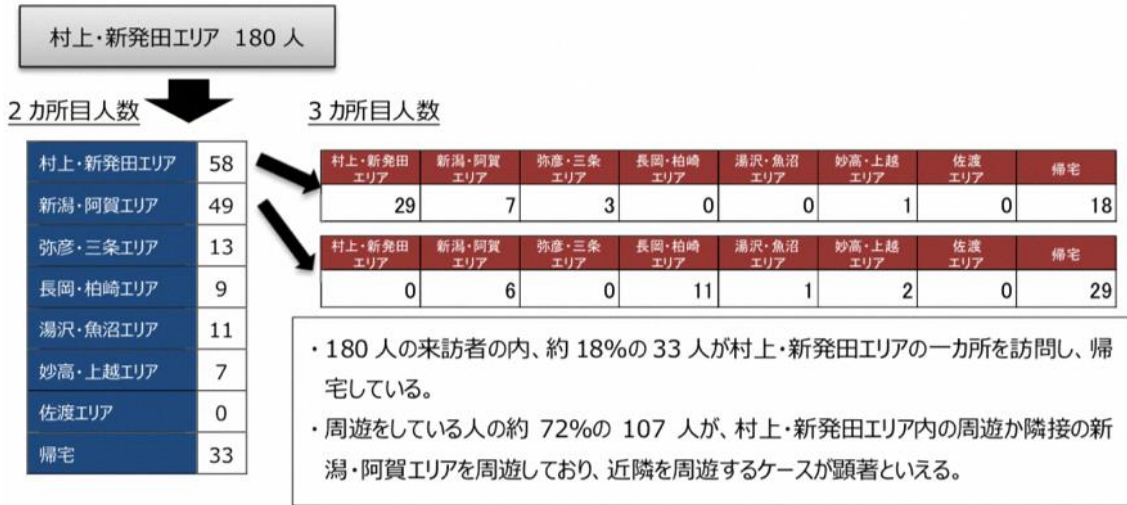 村上・新発田エリア 180 人
2 カ所目人数
3 カ所目人数
村上・新発田エリア 58
新潟・阿賀エリア 49
弥彦・三条エリア 13
長岡・柏崎エリア 9
湯沢・魚沼エリア 11
妙高・上越エリア 7
佐渡エリア 0
帰宅 33
村上・新発田エリア 新潟・阿賀エリア 弥彦・三条エリア 長岡・柏崎エリア 湯沢・魚沼エリア 妙高・上越エリア 佐渡エリア 帰宅
29 7 3 0 0 1 0 18
村上・新発田エリア 新潟・阿賀エリア 弥彦・三条エリア 長岡・柏崎エリア 湯沢・魚沼エリア 妙高・上越エリア 佐渡エリア 帰宅
0 6 0 11 1 2 0 29
・180 人の来訪者の内、約 18%の 33 人が村上・新発田エリアの一カ所を訪問し、帰
宅している。
・周遊をしている人の約 72%の 107 人が、村上・新発田エリア内の周遊か隣接の新
潟・阿賀エリアを周遊しており、近隣を周遊するケースが顕著といえる。